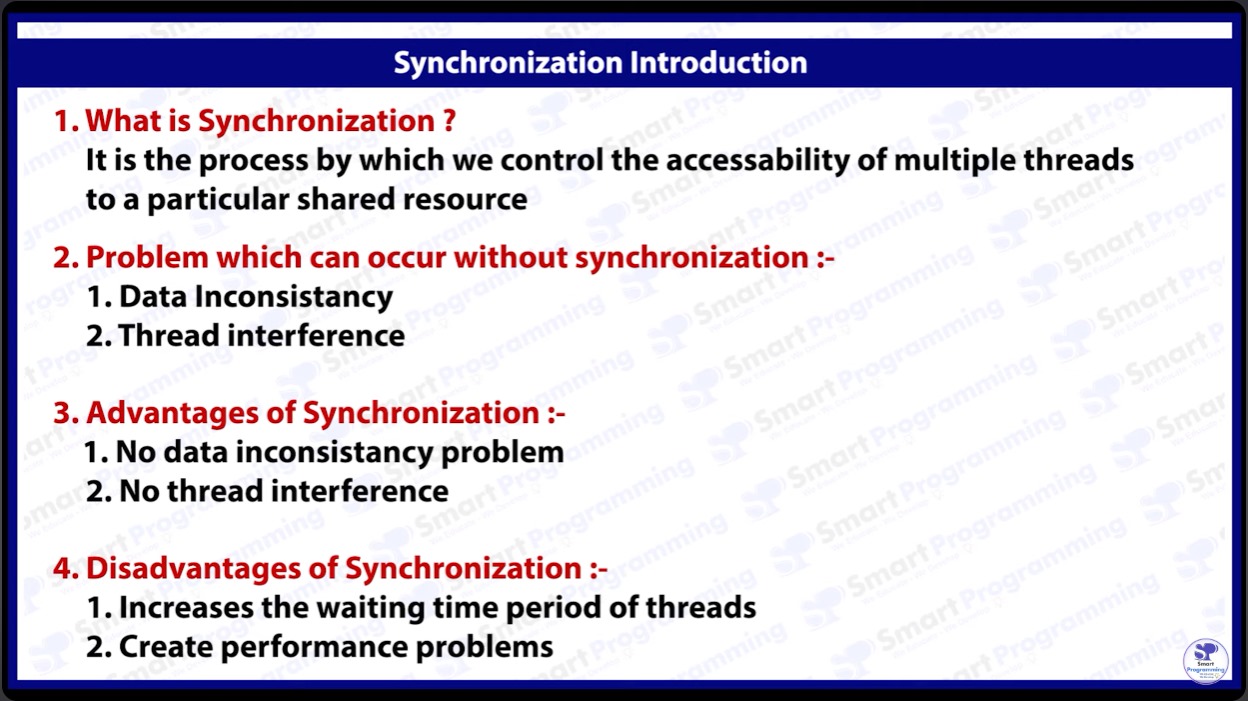 Synchronization Introduction
1. What is Synchronization ?
It is the process by which we control the accessability of multiple threads
to a particular shared resource
2. Problem which can occur without synchronization :-
1. Data Inconsistancy
2. Thread interference
3. Advantages of Synchronization :-
1. No data inconsistancy problem
2. No thread interference
4. Disadvantages of Synchronization :-
1. Increases the waiting time period of threads
2. Create performance problems
Smart
Programming